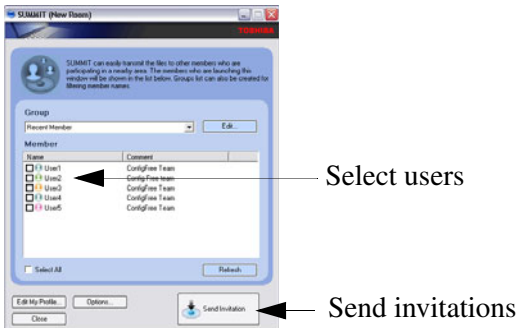 SUMMIT (New Room)
TOSHIBA
SUMMIT can easily transmit the files to other members who are
participating in a nearby area. The members who are launching this
window will be shown in the list below. Groups list can also be created for
filtering member names.
Group
Recent Member
Edit...
Member
Name Comment
User1 ConfigFree Team
User2 Config Free team
User3 ConfigFree Team
User4 ConfigFree Team
User5 ConfigFree Team
Select users
Select All
Refresh
Edit My Profile...
Options...
Send Invitation
Close
Send invitations